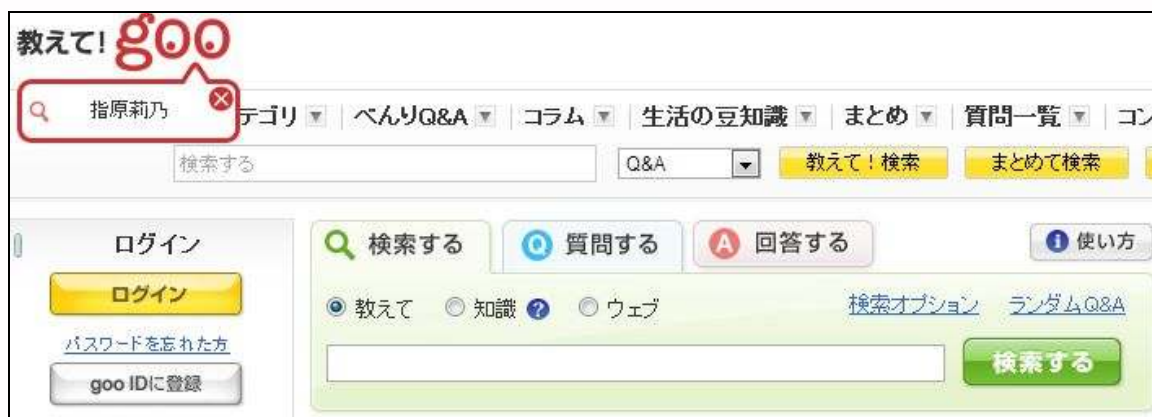 教えて! goo
指原莉乃
テゴリ べんりQ&A コラム 生活の豆知識 まとめ 質問一覧 コン
検索する Q&A 教えて!検索 まとめて検索
ログイン 検索する Q 質問する A 回答する 使い方
ログイン
教えて 知識 ? ウェブ 検索オプション ランダムQ&A
パスワードを忘れた方
検索する
goo IDに登録